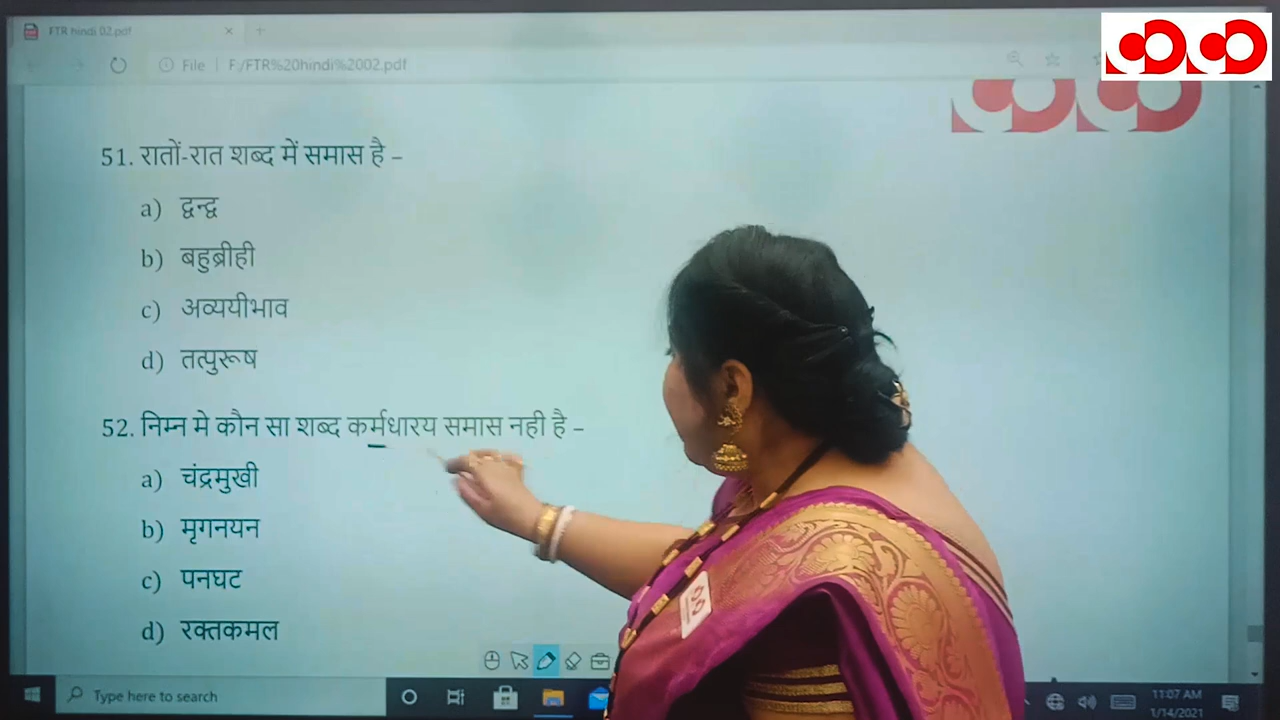 FTR hindi 02.pdf
File F:/FTR%20hindi%2002.pdf
51. रातों-रात शब्द में समास है –
a) द्वन्द्व
b) बहुब्रीही
c) अव्ययीभाव
d) तत्पुरूष
52. निम्न मे कौन सा शब्द कर्मधारय समास नही है –
a) चंद्रमुखी
b) मृगनयन
c) पनघट
d) रक्तकमल
Type here to search
11:07 AM
1/14/2021